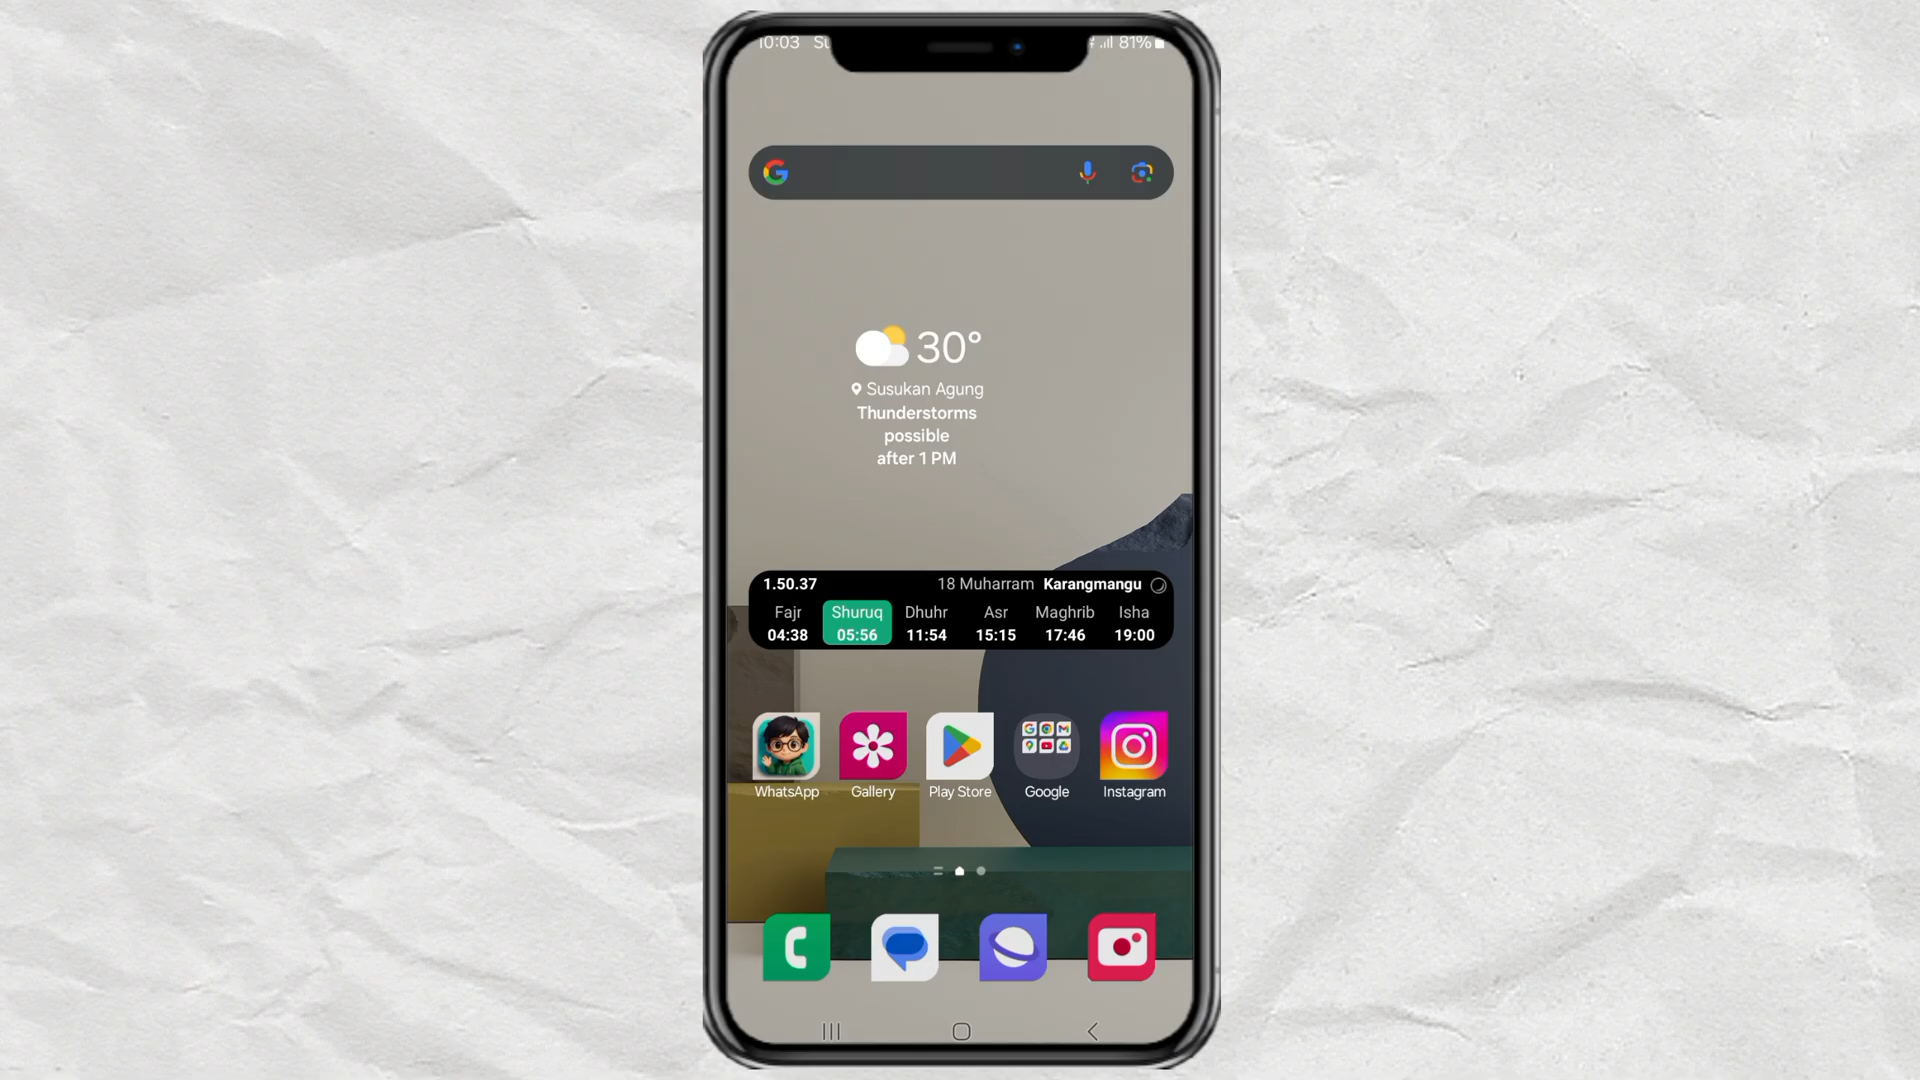 10:03
81%
30°
Susukan Agung
Thunderstorms
possible
after 1 PM
1.50.37 18 Muharram Karangmangu
Fajr Shuruq Dhuhr Asr Maghrib Isha
04:38 05:56 11:54 15:15 17:46 19:00
WhatsApp Gallery Play Store Google Instagram